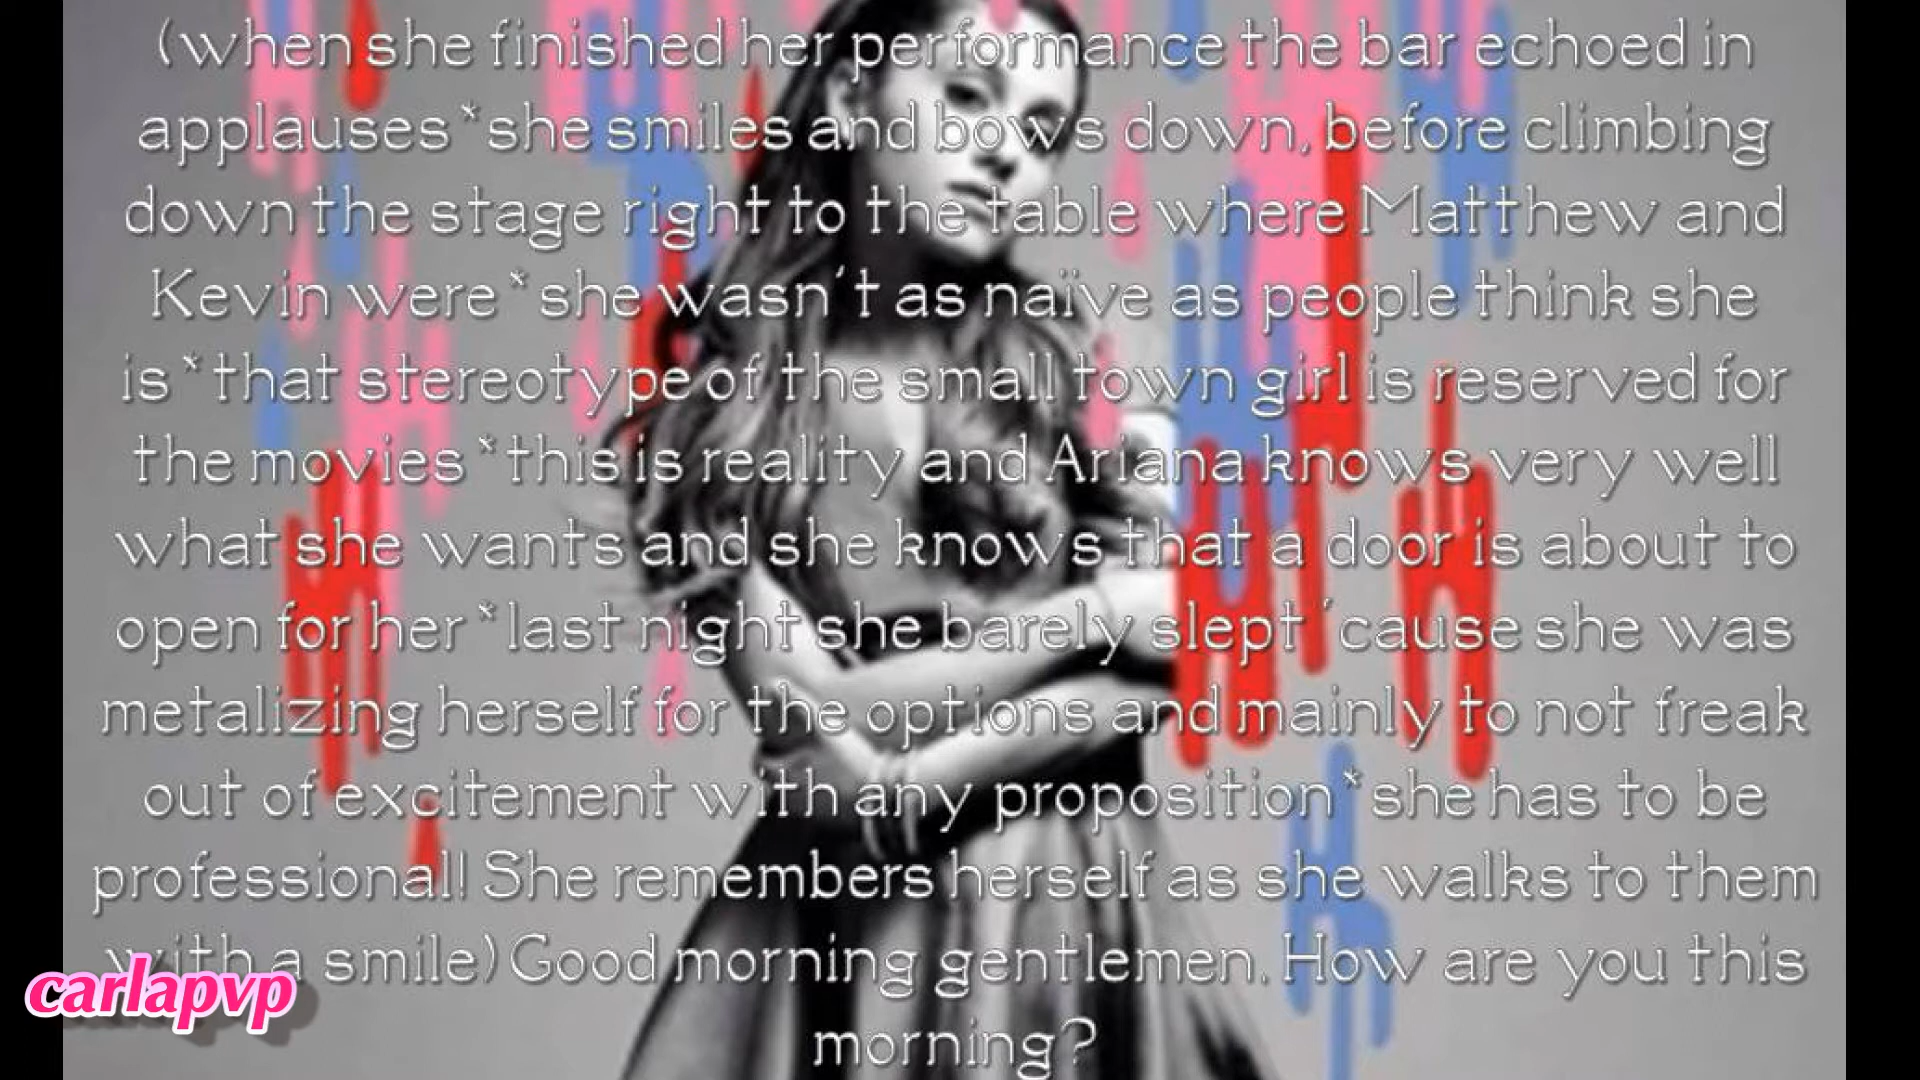 (when she finished her performance the bar echoed in
applauses*she smiles and bows down, before climbing
down the stage right to the table where Matthew and
Kevin were*she wasn't as naïve as people think she
is*that stereotype of the small town girl is reserved for
the movies*this is reality and Ariana knows very well
what she wants and she knows that a door is about to
open for her*last night she barely slept 'cause she was
metalizing herself for the options and mainly to not freak
out of excitement with any proposition*she has to be
professional! She remembers herself as she walks to them
with a smile) Good morning gentlemen. How are you this
morning?
carlapvp